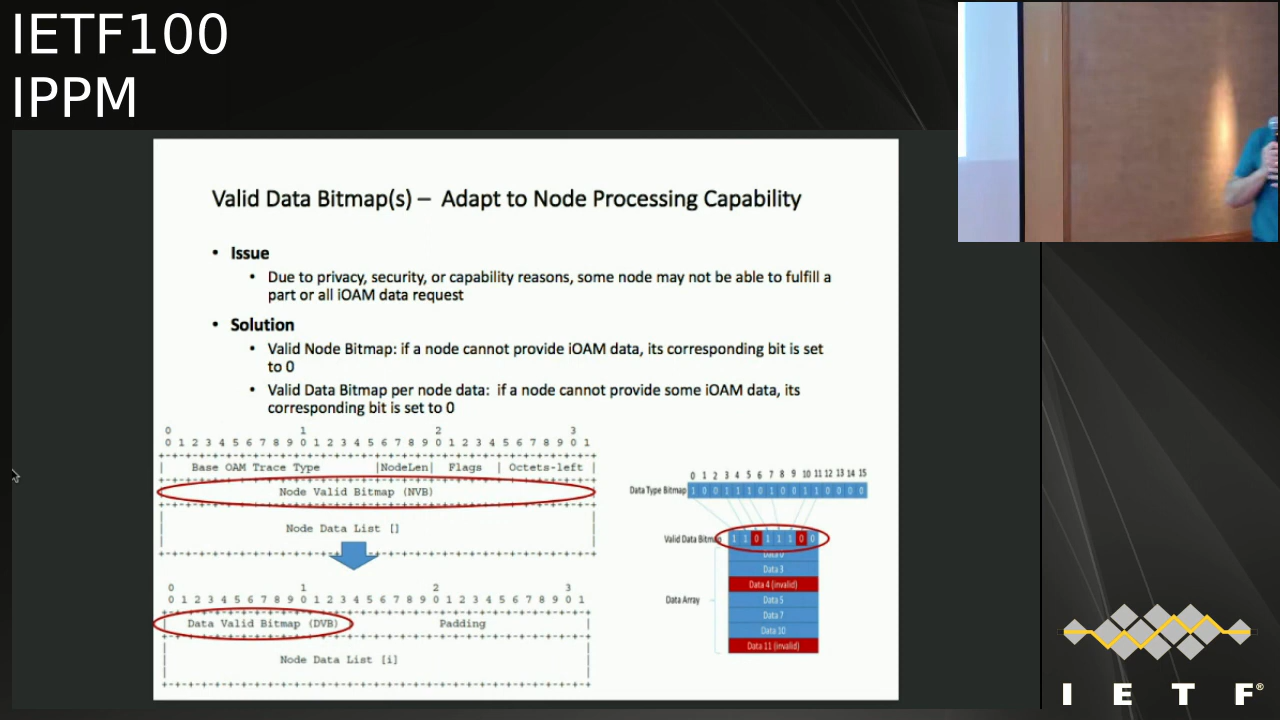 IETF100
IPPM
Valid Data Bitmap(s) – Adapt to Node Processing Capability
• Issue
• Due to privacy, security, or capability reasons, some node may not be able to fulfill a
part or all iOAM data request
• Solution
• Valid Node Bitmap: if a node cannot provide iOAM data, its corresponding bit is set
to 0
• Valid Data Bitmap per node data: if a node cannot provide some iOAM data, its
corresponding bit is set to 0
0 1 2 3
0 1 2 3 4 5 6 7 8 9 0 1 2 3 4 5 6 7 8 9 0 1 2 3 4 5 6 7 8 9 0 1
| Base OAM Trace Type |NodeLen| Flags | Octets-left |
Node Valid Bitmap (NVB)
Node Data List []
0 1 2 3
0 1 2 3 4 5 6 7 8 9 0 1 2 3 4 5 6 7 8 9 0 1 2 3 4 5 6 7 8 9 0 1
Data Valid Bitmap (DVB) Padding
Node Data List [i]
0 1 2 3 4 5 6 7 8 9 10 11 12 13 14 15
Data Type Bitmap 1 0 0 1 1 1 0 1 0 0 1 1 0 0 0 0
Valid Data Bitmap 1 1 0 1 1 1 0 0
Data 0
Data 3
Data 4 (invalid)
Data Array
Data 5
Data 7
Data 10
Data 11 (invalid)
I E T F®